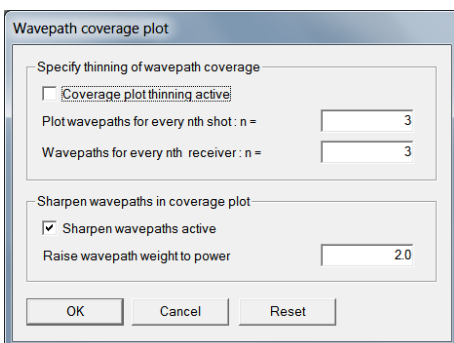 Wavepath coverage plot
Specify thinning of wavepath coverage
Coverage plot thinning active
Plot wavepaths for every nth shot : n = 3
Wavepaths for every nth receiver : n = 3
Sharpen wavepaths in coverage plot
Sharpen wavepaths active
Raise wavepath weight to power 2.0
OK Cancel Reset